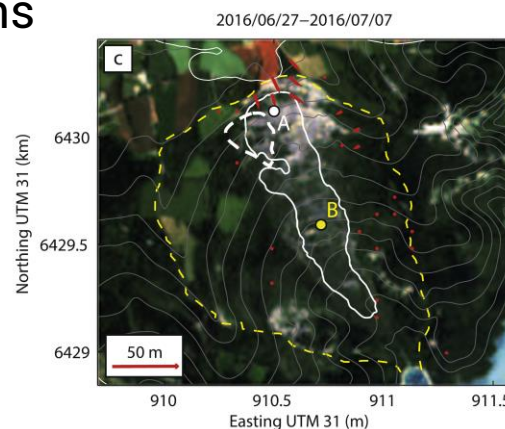 ns
2016/06/27–2016/07/07
c
A
B
50 m
6430
6429.5
6429
910
910.5
911
911.5
Northing UTM 31 (km)
Easting UTM 31 (m)